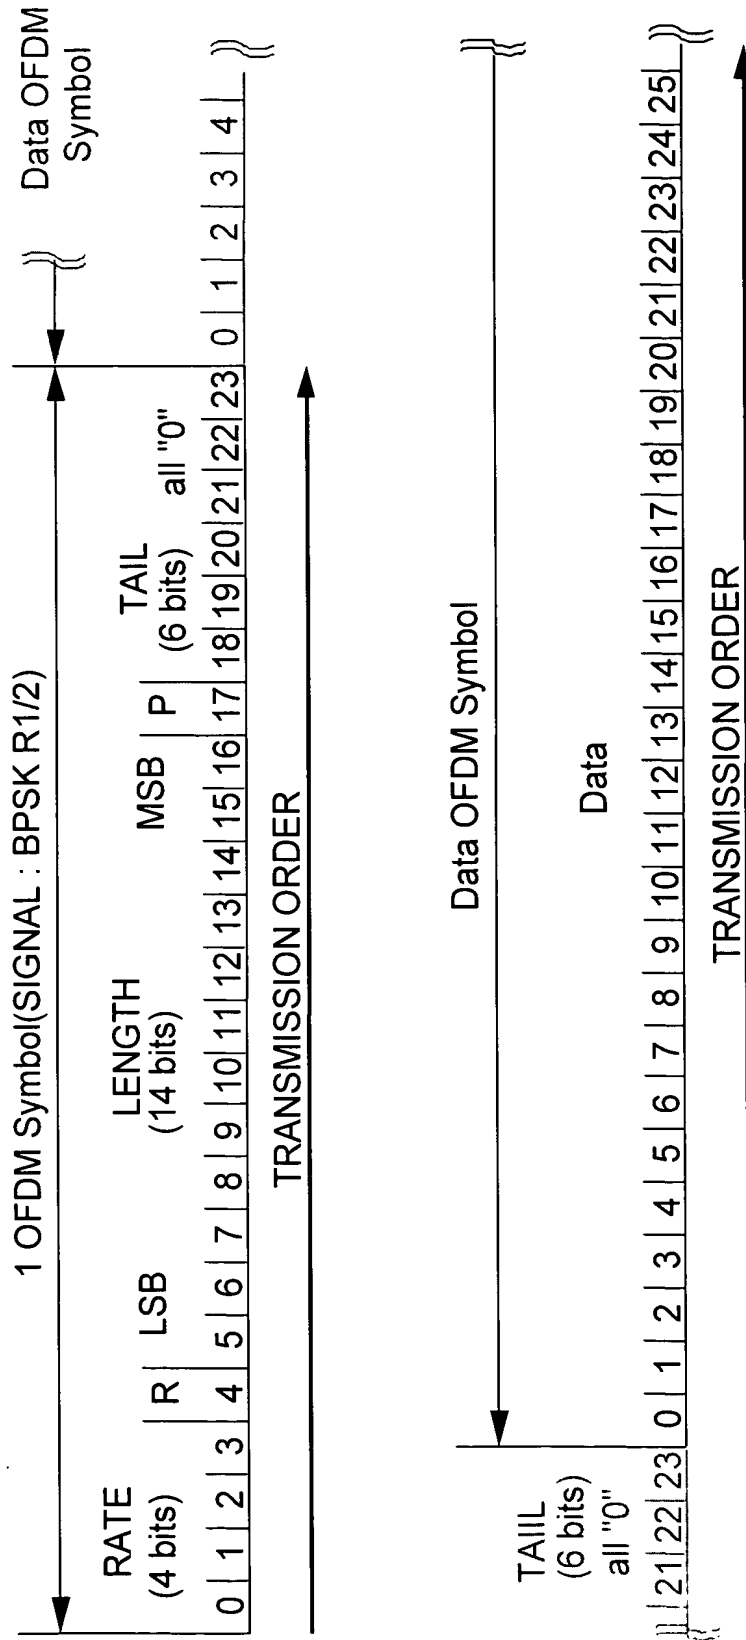 1 OFDM Symbol(SIGNAL : BPSK R1/2)
Data OFDM
Symbol
RATE
(4 bits)
R
LSB
LENGTH
(14 bits)
MSB
P
TAIL
(6 bits)
all "0"
0 1 2 3 4 5 6 7 8 9 10 11 12 13 14 15 16 17 18 19 20 21 22 23 0 1 2 3 4
TRANSMISSION ORDER
Data OFDM Symbol
TAIIL
(6 bits)
all "0"
Data
21 22 23 0 1 2 3 4 5 6 7 8 9 10 11 12 13 14 15 16 17 18 19 20 21 22 23 24 25
TRANSMISSION ORDER